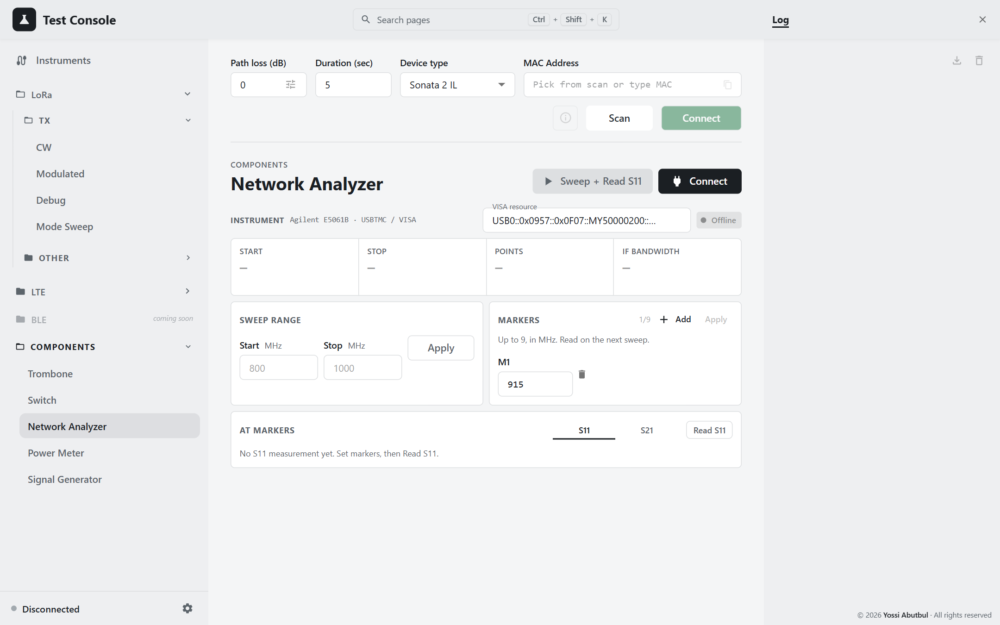 Test Console
Search pages
Ctrl + Shift + K
Log
Instruments
LoRa
TX
CW
Modulated
Debug
Mode Sweep
OTHER
LTE
BLE coming soon
COMPONENTS
Trombone
Switch
Network Analyzer
Power Meter
Signal Generator
Disconnected
Path loss (dB) Duration (sec) Device type MAC Address
0 5 Sonata 2 IL Pick from scan or type MAC
Scan Connect
COMPONENTS
Network Analyzer
Sweep + Read S11 Connect
VISA resource
INSTRUMENT Agilent E5061B · USBTMC / VISA USB0::0x0957::0x0F07::MY50000200::... Offline
START STOP POINTS IF BANDWIDTH
— — — —
SWEEP RANGE
Start MHz Stop MHz Apply
800 1000
MARKERS 1/9 + Add Apply
Up to 9, in MHz. Read on the next sweep.
M1
915
AT MARKERS S11 S21 Read S11
No S11 measurement yet. Set markers, then Read S11.
© 2026 Yossi Abutbul · All rights reserved